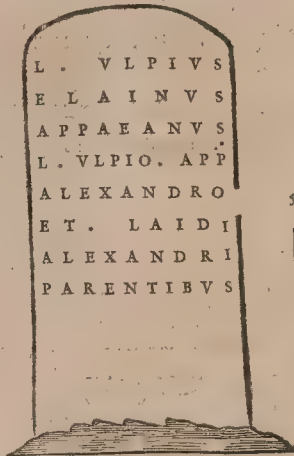 L . VLPIVS
ELAINVS
APPAEANVS
L . VLPIO. APP
ALEXANDRO
ET . LAIDI
ALEXANDRI
PARENTIBVS